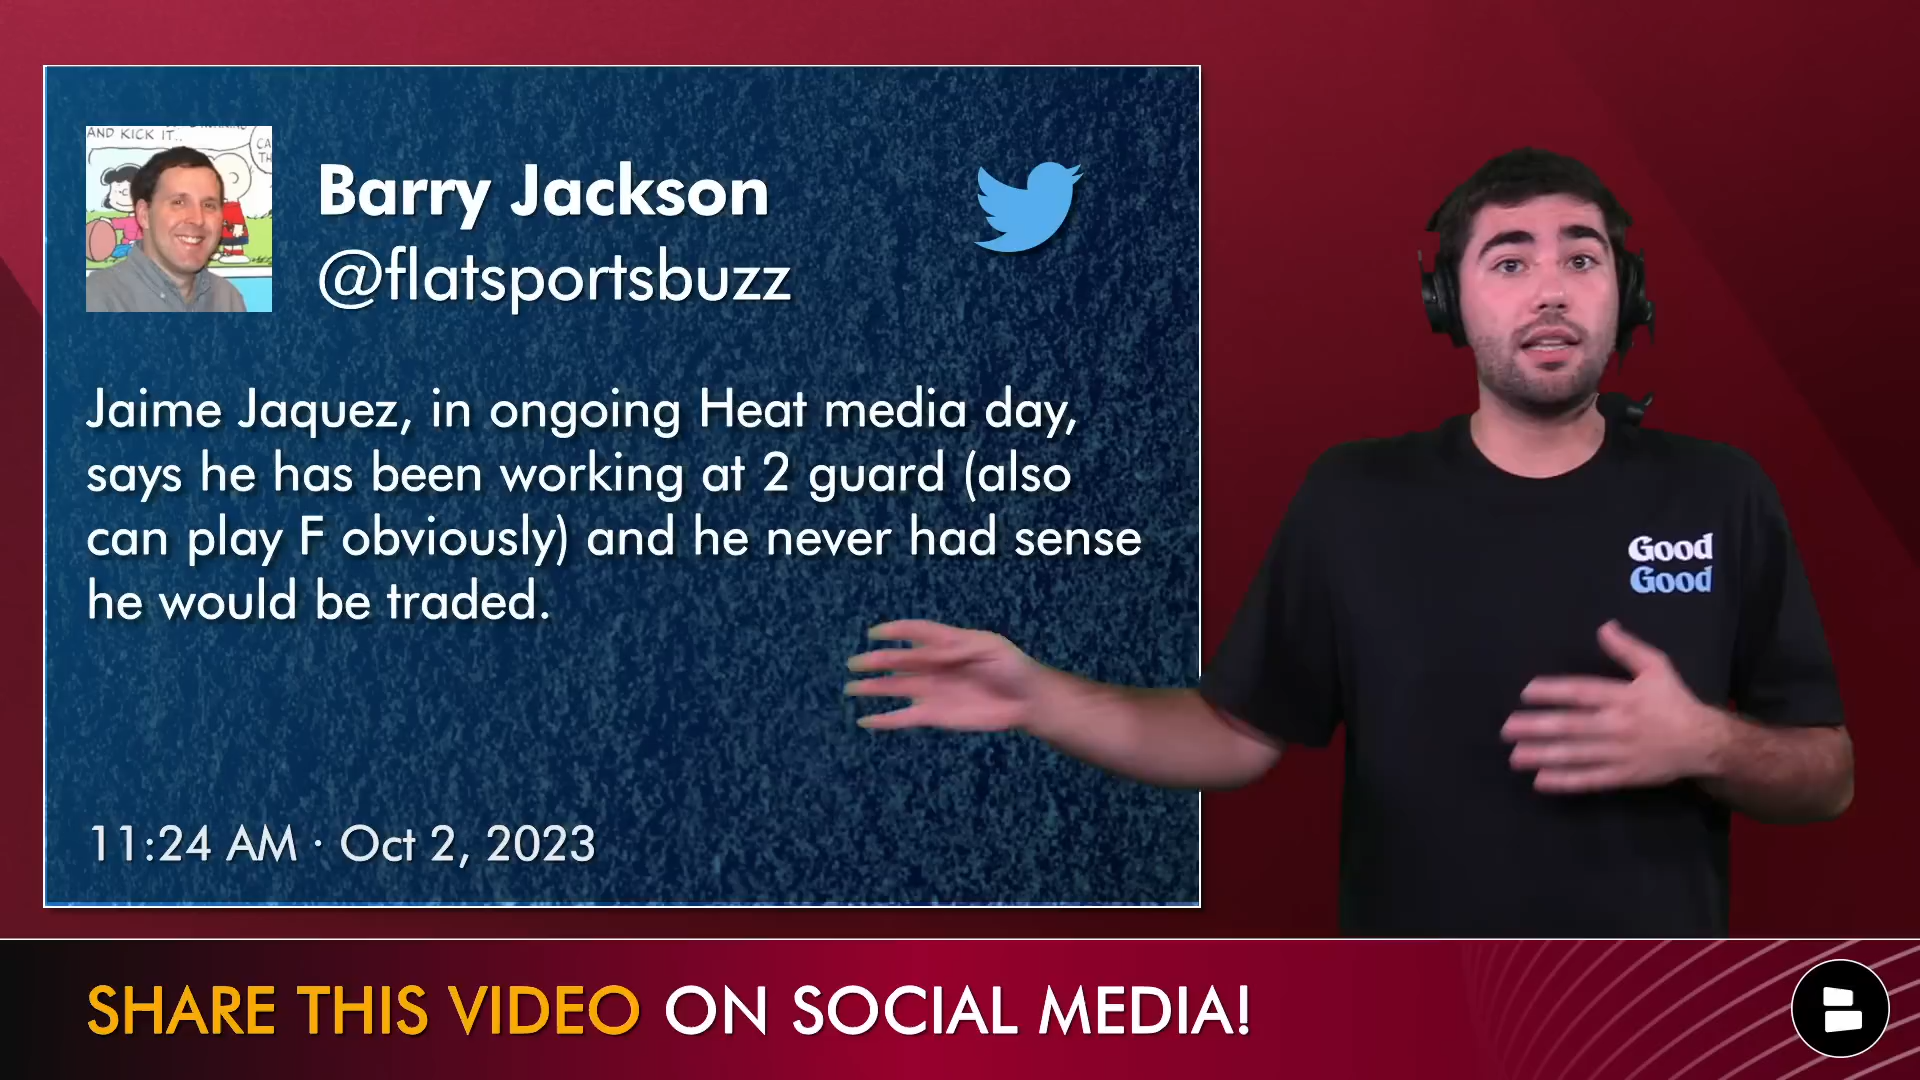 AND KICK IT..
Barry Jackson
@flatsportsbuzz
Jaime Jaquez, in ongoing Heat media day,
says he has been working at 2 guard (also
can play F obviously) and he never had sense
he would be traded.
11:24 AM · Oct 2, 2023
Good
Good
SHARE THIS VIDEO ON SOCIAL MEDIA!